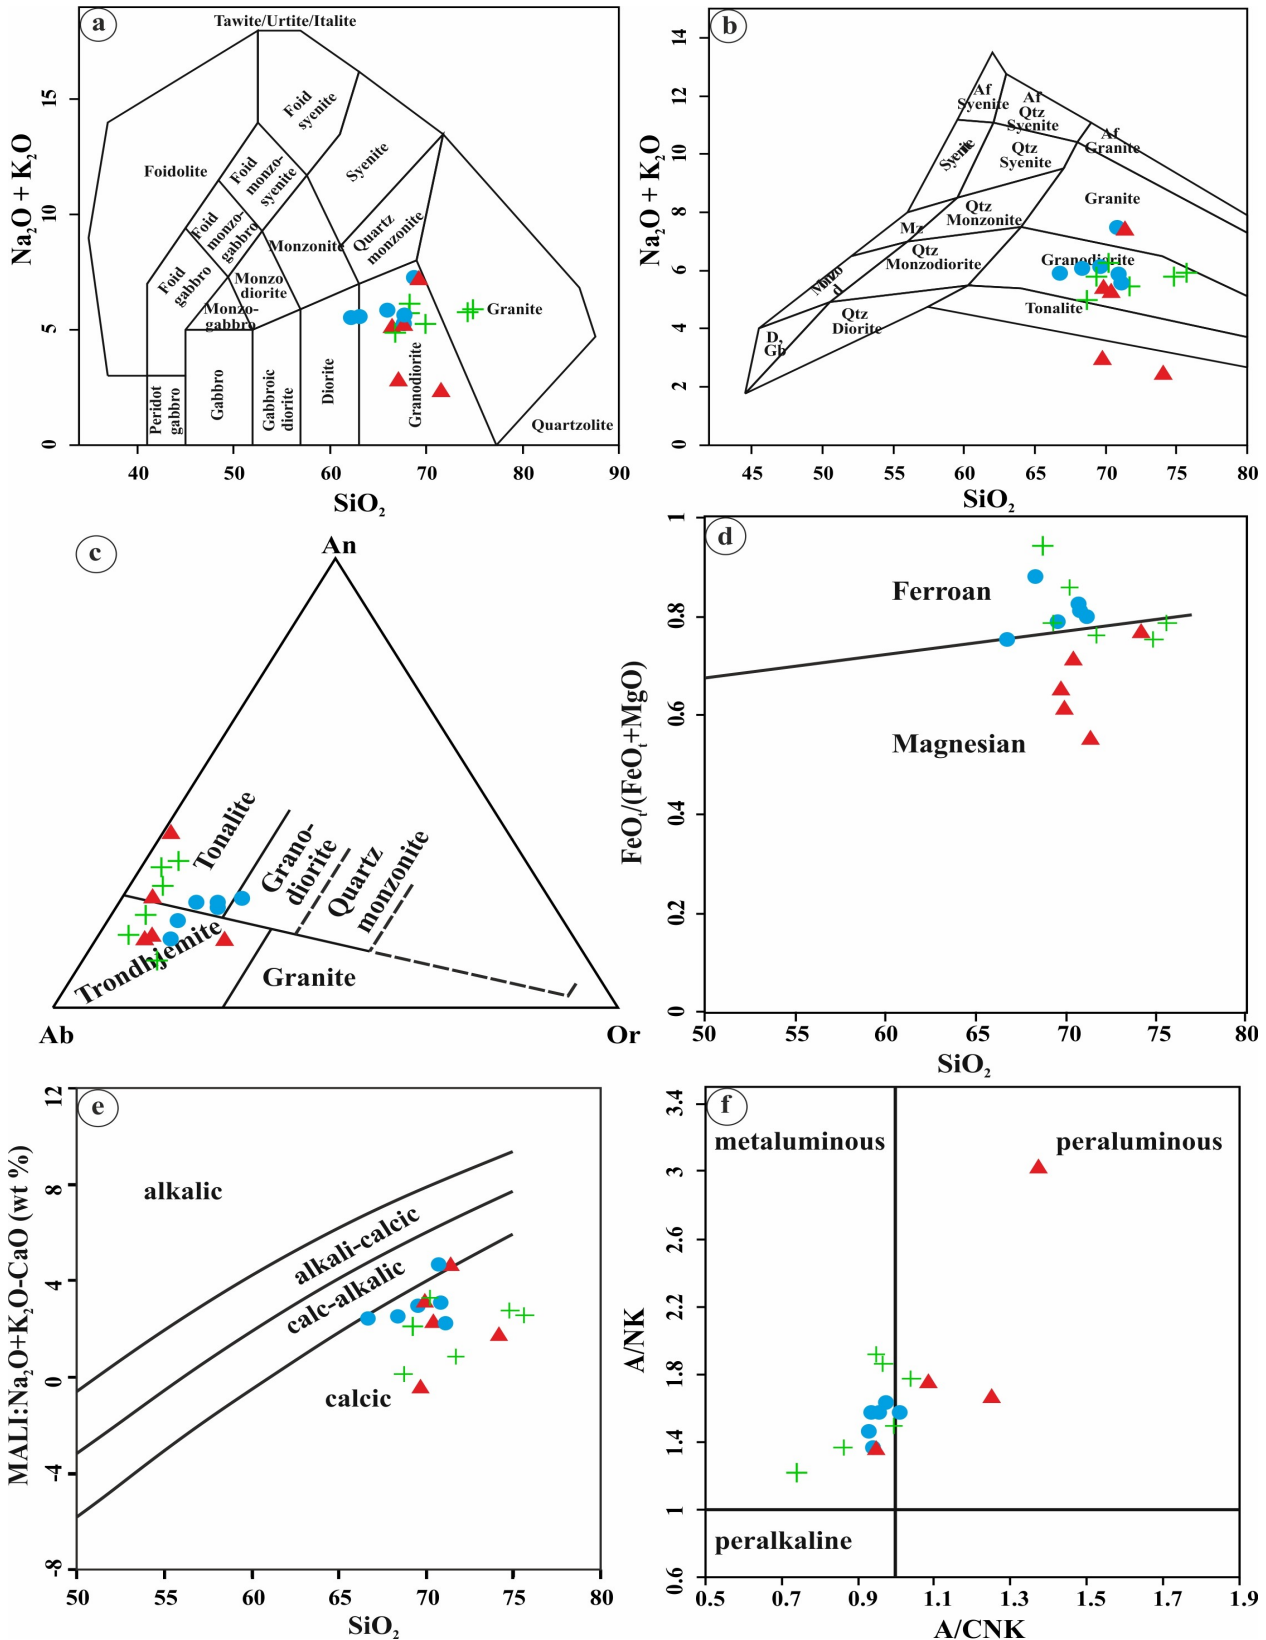 a
Tawite/Urtite/Italite
Foid
syenite
Foidolite
Foid
monzo-
syenite
Syenite
Foid
monzo-
gabbro
Monzonite
Quartz
monzonite
Foid
gabbro
Monzo
diorite
Monzo-
gabbro
Granite
Peridot
gabbro
Gabbro
Gabbroic
diorite
Diorite
Granodiorite
Quartzolite
Na₂O + K₂O
0
5
10
15
40
50
60
70
80
90
SiO₂
b
Af
Syenite
Af
Qtz
Syenite
Af
Granite
Syenite
Qtz
Syenite
Granite
Qtz
Monzonite
Mz
Qtz
Monzodiorite
Granodiorite
Monzo
d
Tonalite
Qtz
Diorite
D,
Gb
Na₂O + K₂O
0
2
4
6
8
10
12
14
45
50
55
60
65
70
75
80
SiO₂
c
An
Tonalite
Grano-
diorite
Quartz
monzonite
Trondhjemite
Granite
Ab
Or
d
Ferroan
Magnesian
FeOₜ/(FeOₜ+MgO)
0
0.2
0.4
0.6
0.8
1
50
55
60
65
70
75
80
SiO₂
e
alkalic
alkali-calcic
calc-alkalic
calcic
MALI:Na₂O+K₂O-CaO (wt %)
-8
-4
0
4
8
12
50
55
60
65
70
75
80
SiO₂
f
metaluminous
peraluminous
peralkaline
A/NK
0.6
1
1.4
1.8
2.2
2.6
3
3.4
0.5
0.7
0.9
1.1
1.3
1.5
1.7
1.9
A/CNK